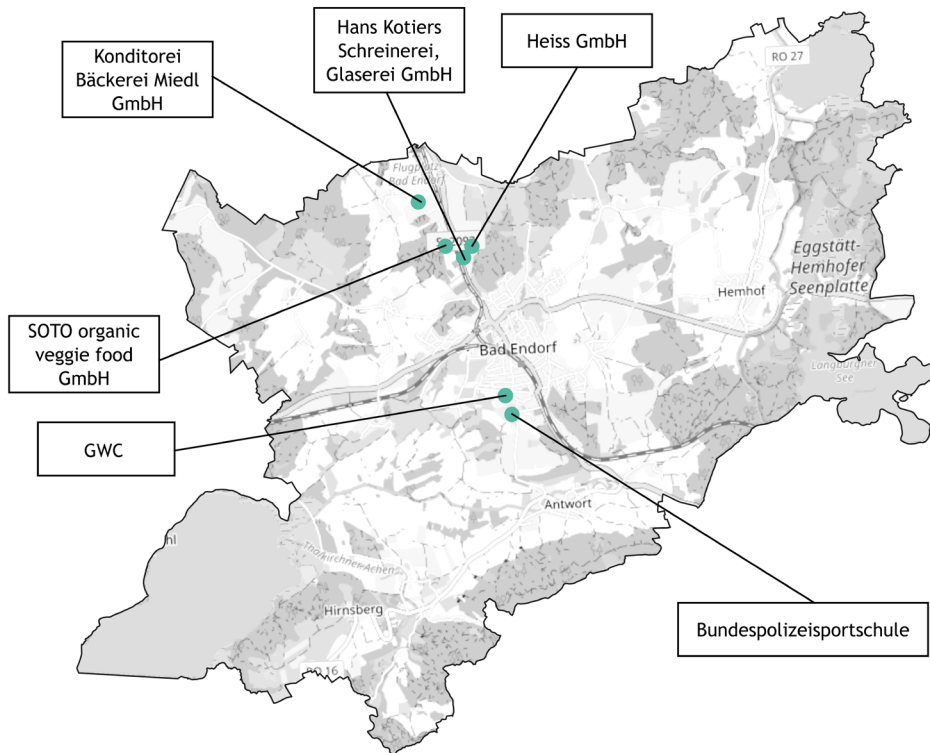 Hans Kotiers
Schreinerei,
Glaserei GmbH
Heiss GmbH
Konditorei
Bäckerei Miedl
GmbH
RO 27
Flugplatz
Bad Endorf
Eggstätt-
Hemhofer
Seenplatte
Hemhof
SOTO organic
veggie food
GmbH
Bad Endorf
Langbürgner
See
GWC
Antwort
Thalkirchner Achen
Hirnsberg
Bundespolizeisportschule
RO 16